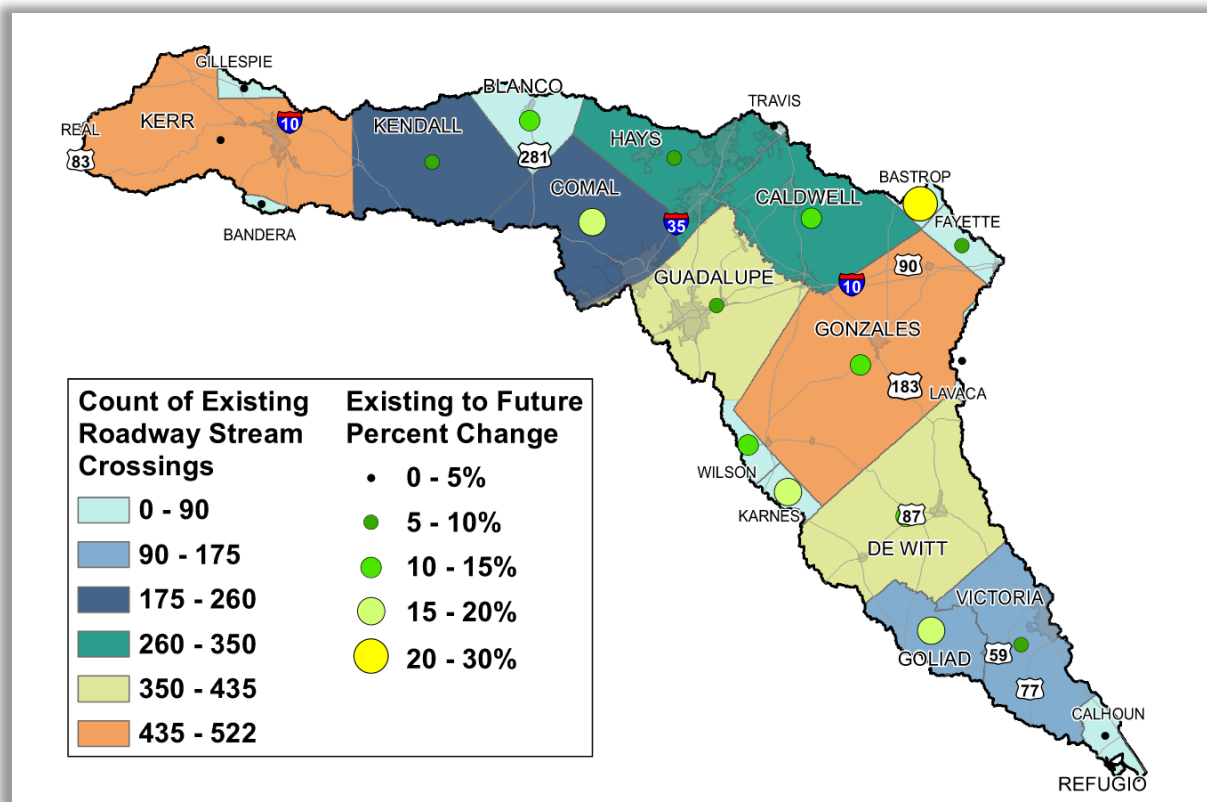 GILLESPIE
BLANCO
TRAVIS
REAL
KERR
10
KENDALL
HAYS
83
281
BASTROP
COMAL
CALDWELL
FAYETTE
BANDERA
35
90
GUADALUPE
10
GONZALES
183
LAVACA
WILSON
KARNES
87
DE WITT
VICTORIA
59
GOLIAD
77
CALHOUN
REFUGIO
Count of Existing
Roadway Stream
Crossings
0 - 90
90 - 175
175 - 260
260 - 350
350 - 435
435 - 522
Existing to Future
Percent Change
0 - 5%
5 - 10%
10 - 15%
15 - 20%
20 - 30%